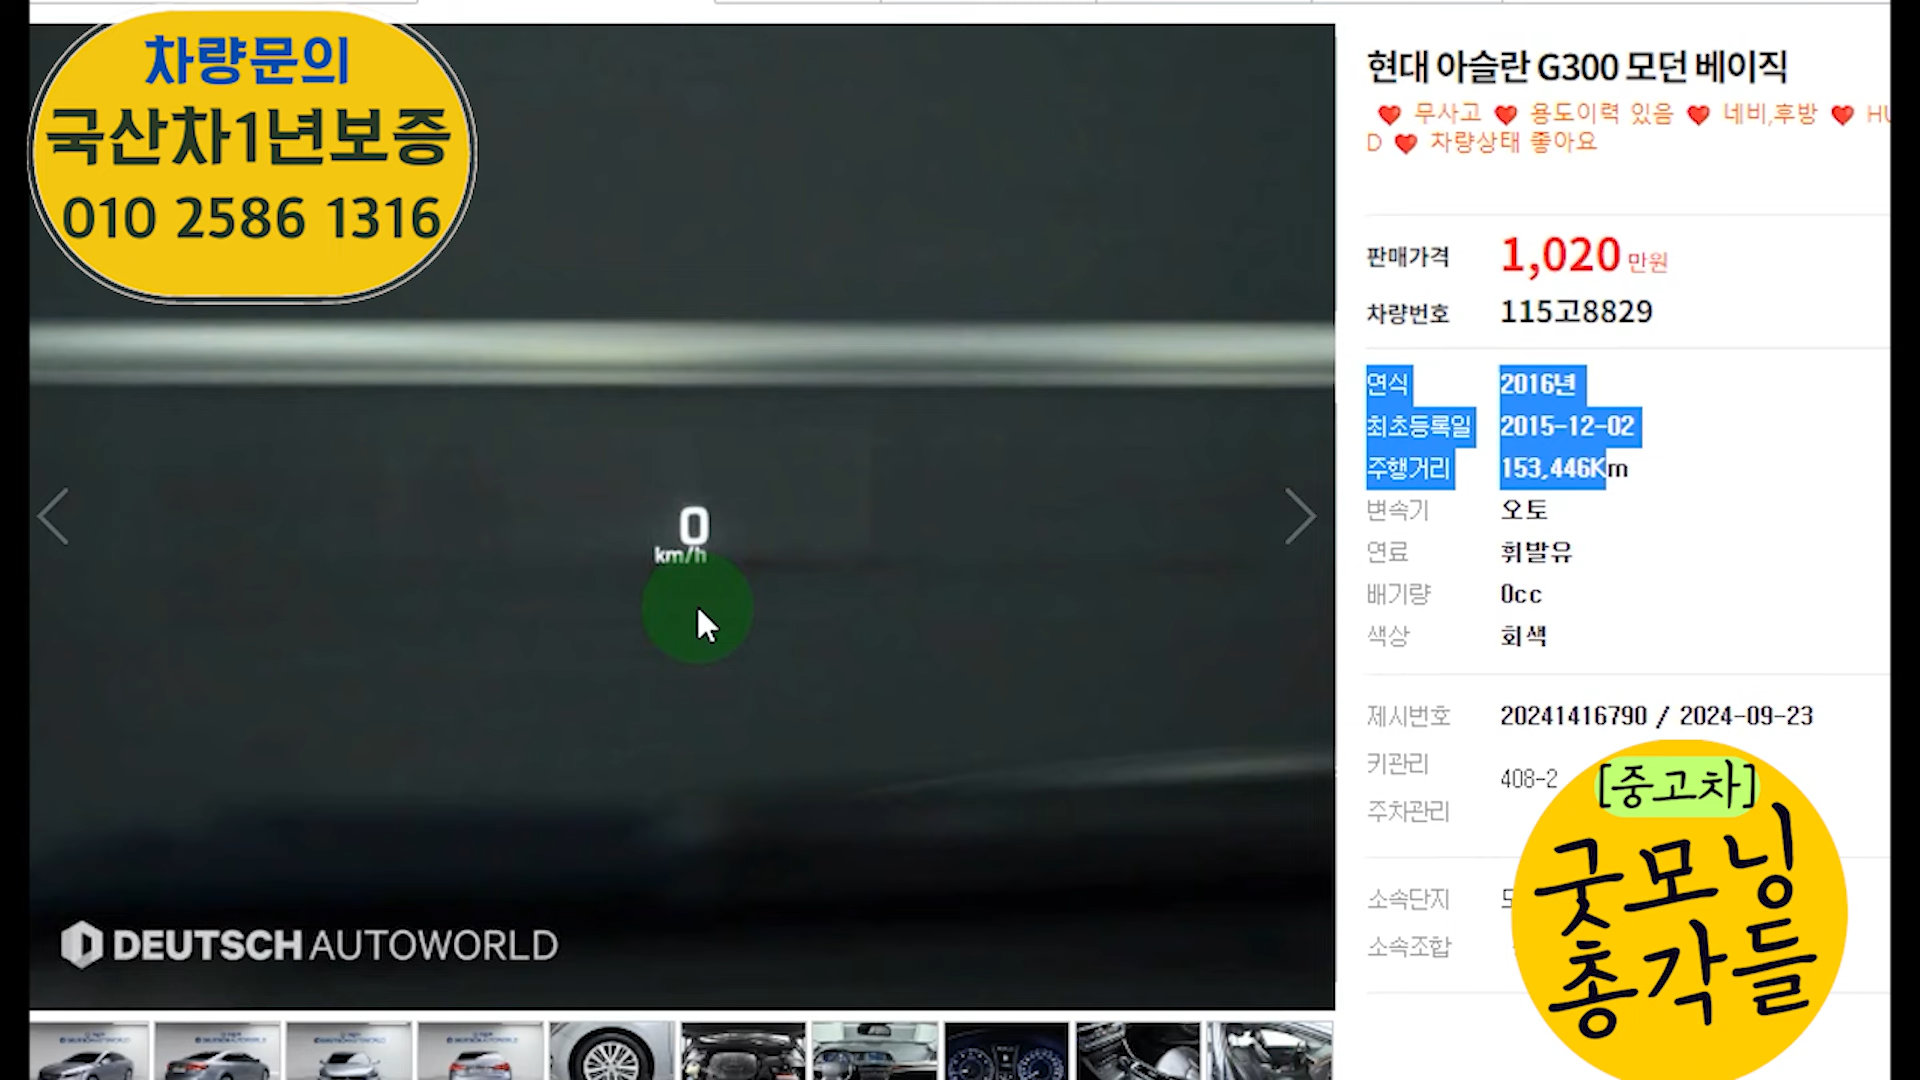 차량문의
국산차1년보증
010 2586 1316
0
km/h
DEUTSCH AUTOWORLD
현대 아슬란 G300 모던 베이직
❤ 무사고 ❤ 용도이력 있음 ❤ 네비,후방 ❤ HU
D ❤ 차량상태 좋아요
판매가격 1,020 만원
차량번호 115고8829
연식 2016년
최초등록일 2015-12-02
주행거리 153,446Km
변속기 오토
연료 휘발유
배기량 0cc
색상 회색
제시번호 20241416790 / 2024-09-23
키관리 408-2
주차관리
소속단지
소속조합
[중고차]
굿모닝
총각들